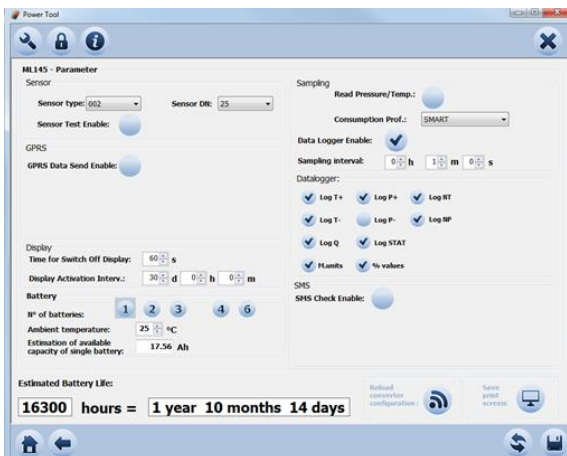 Power Tool
ML145 - Parameter
Sensor
Sensor type: 002
Sensor DN: 25
Sensor Test Enable:
GPRS
GPRS Data Send Enable:
Display
Time for Switch Off Display: 60 s
Display Activation Interv.: 30 d 0 h 0 m
Battery
N° of batteries: 1 2 3 4 6
Ambient temperature: 25 °C
Estimation of available
capacity of single battery: 17.56 Ah
Sampling
Read Pressure/Temp.:
Consumption Prof.: SMART
Data Logger Enable:
Sampling interval: 0 h 1 m 0 s
Datalogger:
Log T+ Log P+ Log NT
Log T- Log P- Log NP
Log Q Log STAT
M.units % values
SMS
SMS Check Enable:
Estimated Battery Life:
16300 hours = 1 year 10 months 14 days
Reload
converter
configuration :
Save
print
screen: